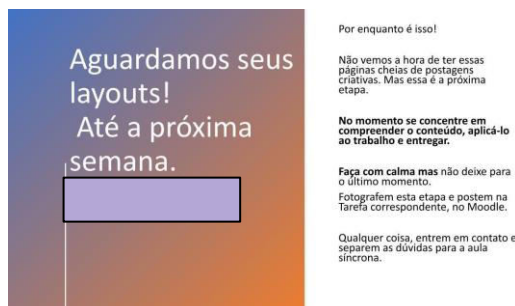 Aguardamos seus
layouts!
Até a próxima
semana.
Por enquanto é isso!
Não vemos a hora de ter essas
páginas cheias de postagens
criativas. Mas essa é a próxima
etapa.
No momento se concentre em
compreender o conteúdo, aplicá-lo
ao trabalho e entregar.
Faça com calma mas não deixe para
o último momento.
Fotografem esta etapa e postem na
Tarefa correspondente, no Moodle.
Qualquer coisa, entrem em contato e
separem as dúvidas para a aula
síncrona.